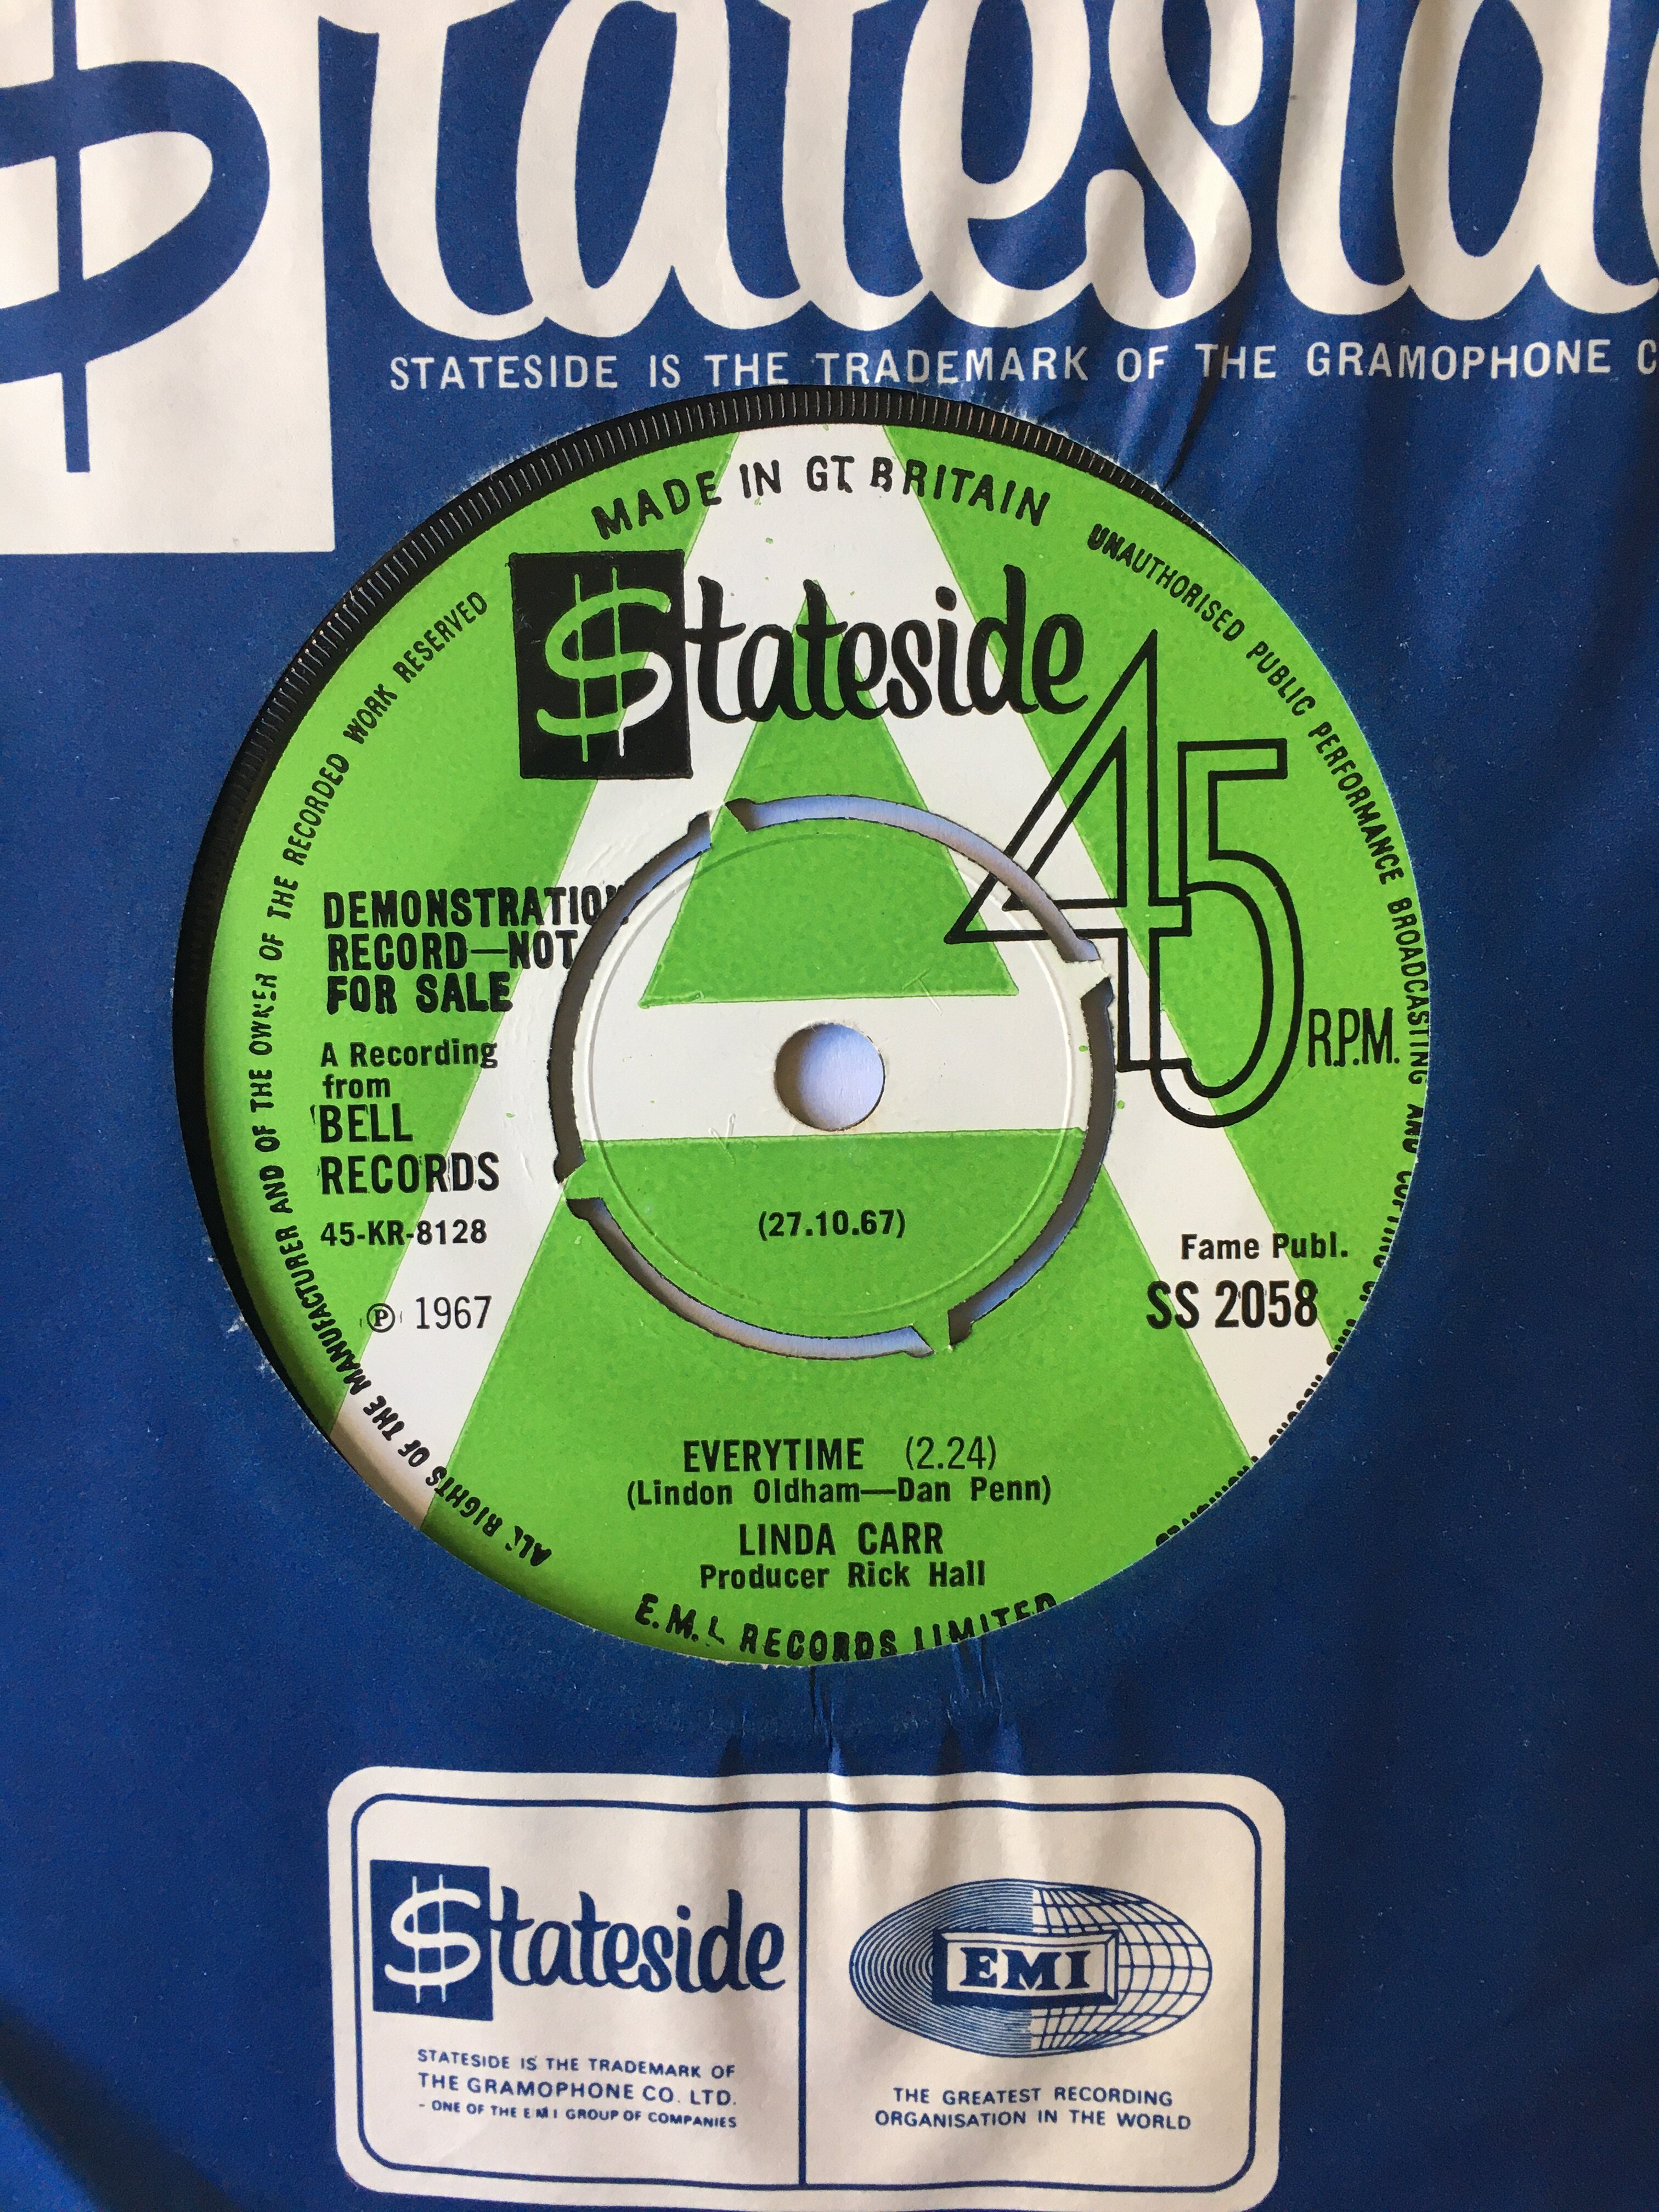 $tatesid
STATESIDE IS THE TRADEMARK OF THE GRAMOPHONE C
MADE IN GT. BRITAIN
UNAUTHORISED PUBLIC PERFORMANCE BROADCASTING AND COPYING
ALL RIGHTS OF THE MANUFACTURER AND OF THE OWNER OF THE RECORDED WORK RESERVED
$tateside
45
R.P.M.
DEMONSTRATION
RECORD—NOT
FOR SALE
A Recording
from
BELL
RECORDS
45-KR-8128
℗ 1967
(27.10.67)
Fame Publ.
SS 2058
EVERYTIME (2.24)
(Lindon Oldham—Dan Penn)
LINDA CARR
Producer Rick Hall
E.M.I. RECORDS LIMITED
$tateside
STATESIDE IS THE TRADEMARK OF
THE GRAMOPHONE CO. LTD.
- ONE OF THE E M I GROUP OF COMPANIES
EMI
THE GREATEST RECORDING
ORGANISATION IN THE WORLD